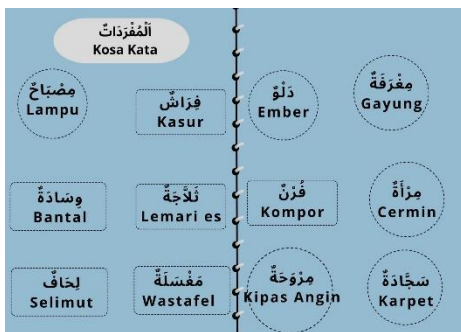 اَلْمُفْرَدَاتُ
Kosa Kata
مِصْبَاحٌ
Lampu
فِرَاشٌ
Kasur
وِسَادَةٌ
Bantal
ثَلَّاجَةٌ
Lemari es
لِحَافٌ
Selimut
مَغْسَلَةٌ
Wastafel
دَلْوٌ
Ember
مِغْرَفَةٌ
Gayung
فُرْنٌ
Kompor
مِرْأَةٌ
Cermin
مِرْوَحَةٌ
Kipas Angin
سَجَّادَةٌ
Karpet